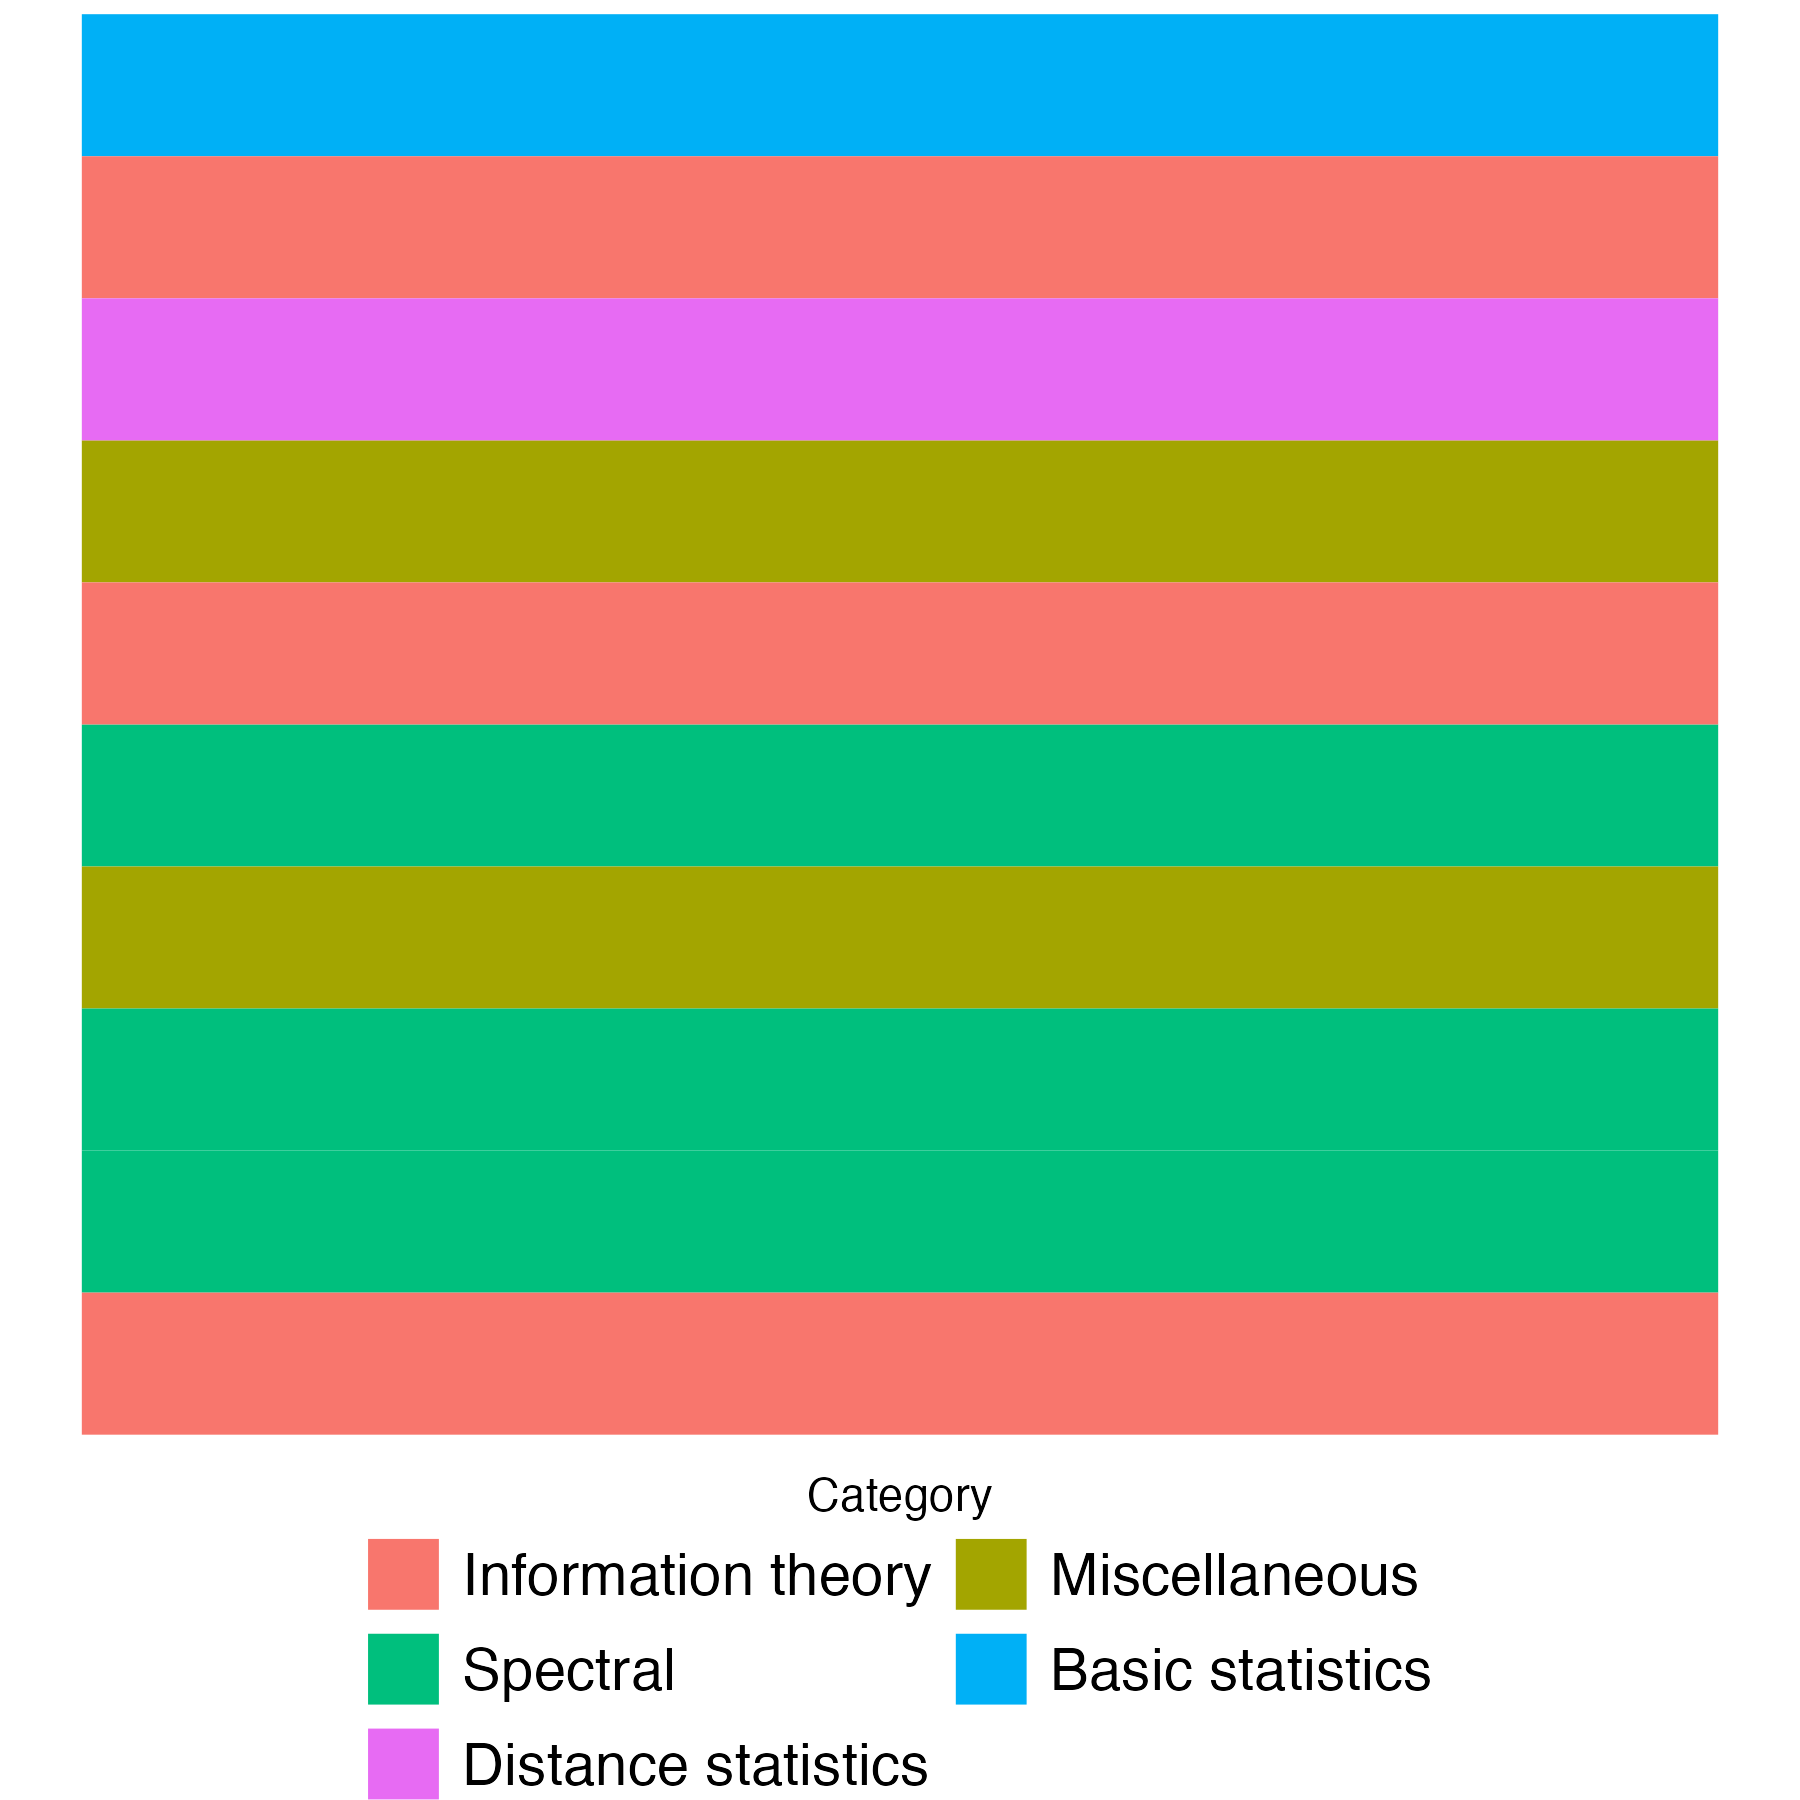 Category
Information theory
Miscellaneous
Spectral
Basic statistics
Distance statistics